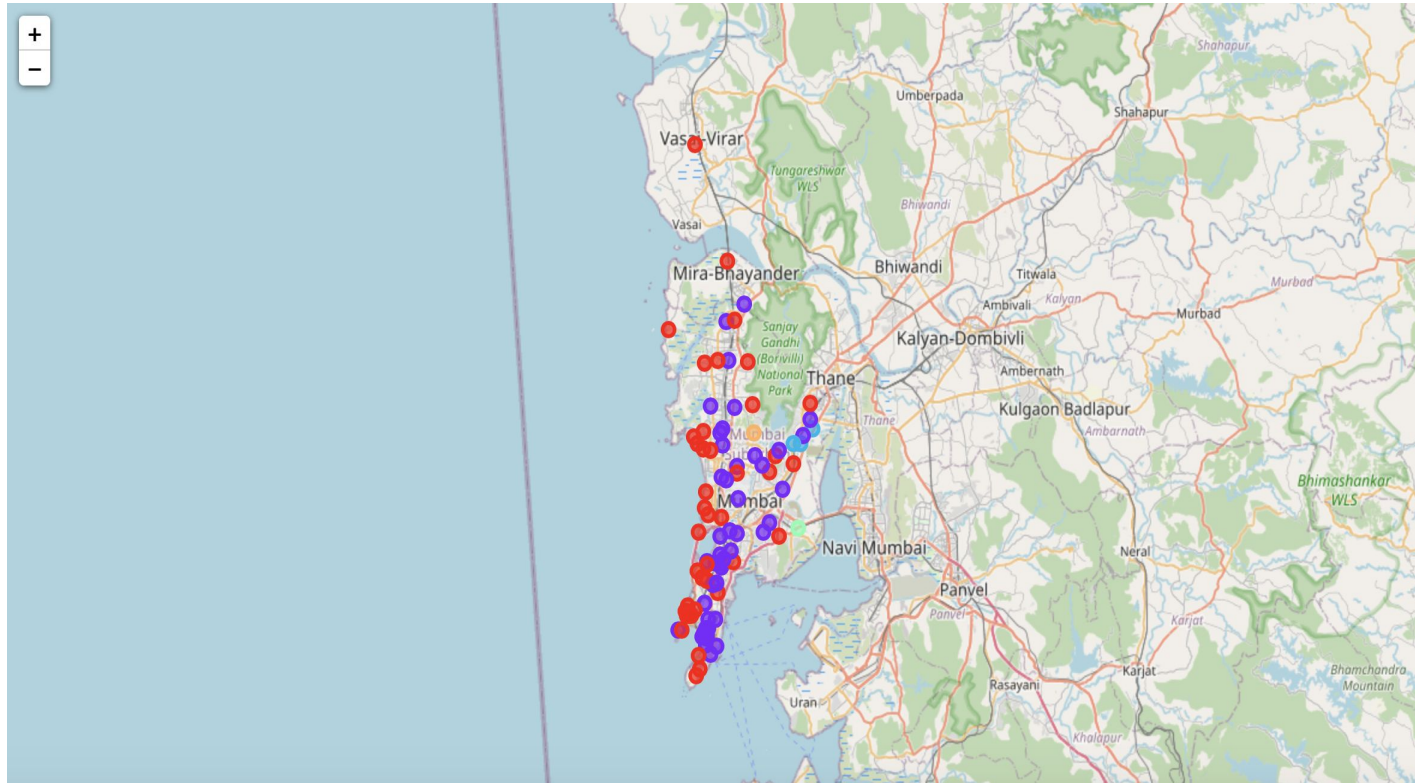 +
−
Shahapur
Umberpada
Shahapur
Vasai-Virar
Tungareshwar
WLS
Bhiwandi
Vasai
Bhiwandi
Mira-Bhayander
Titwala
Murbad
Ambivali
Kalyan
Murbad
Sanjay
Gandhi
(Borivili)
National
Park
Kalyan-Dombivli
Thane
Ambernath
Kulgaon Badlapur
Thane
Ambarnath
Mumbai
Bhimashankar
WLS
Mumbai
Navi Mumbai
Neral
Panvel
Panvel
Karjat
Karjat
Bhamchandra
Mountain
Rasayani
Uran
Khalapur